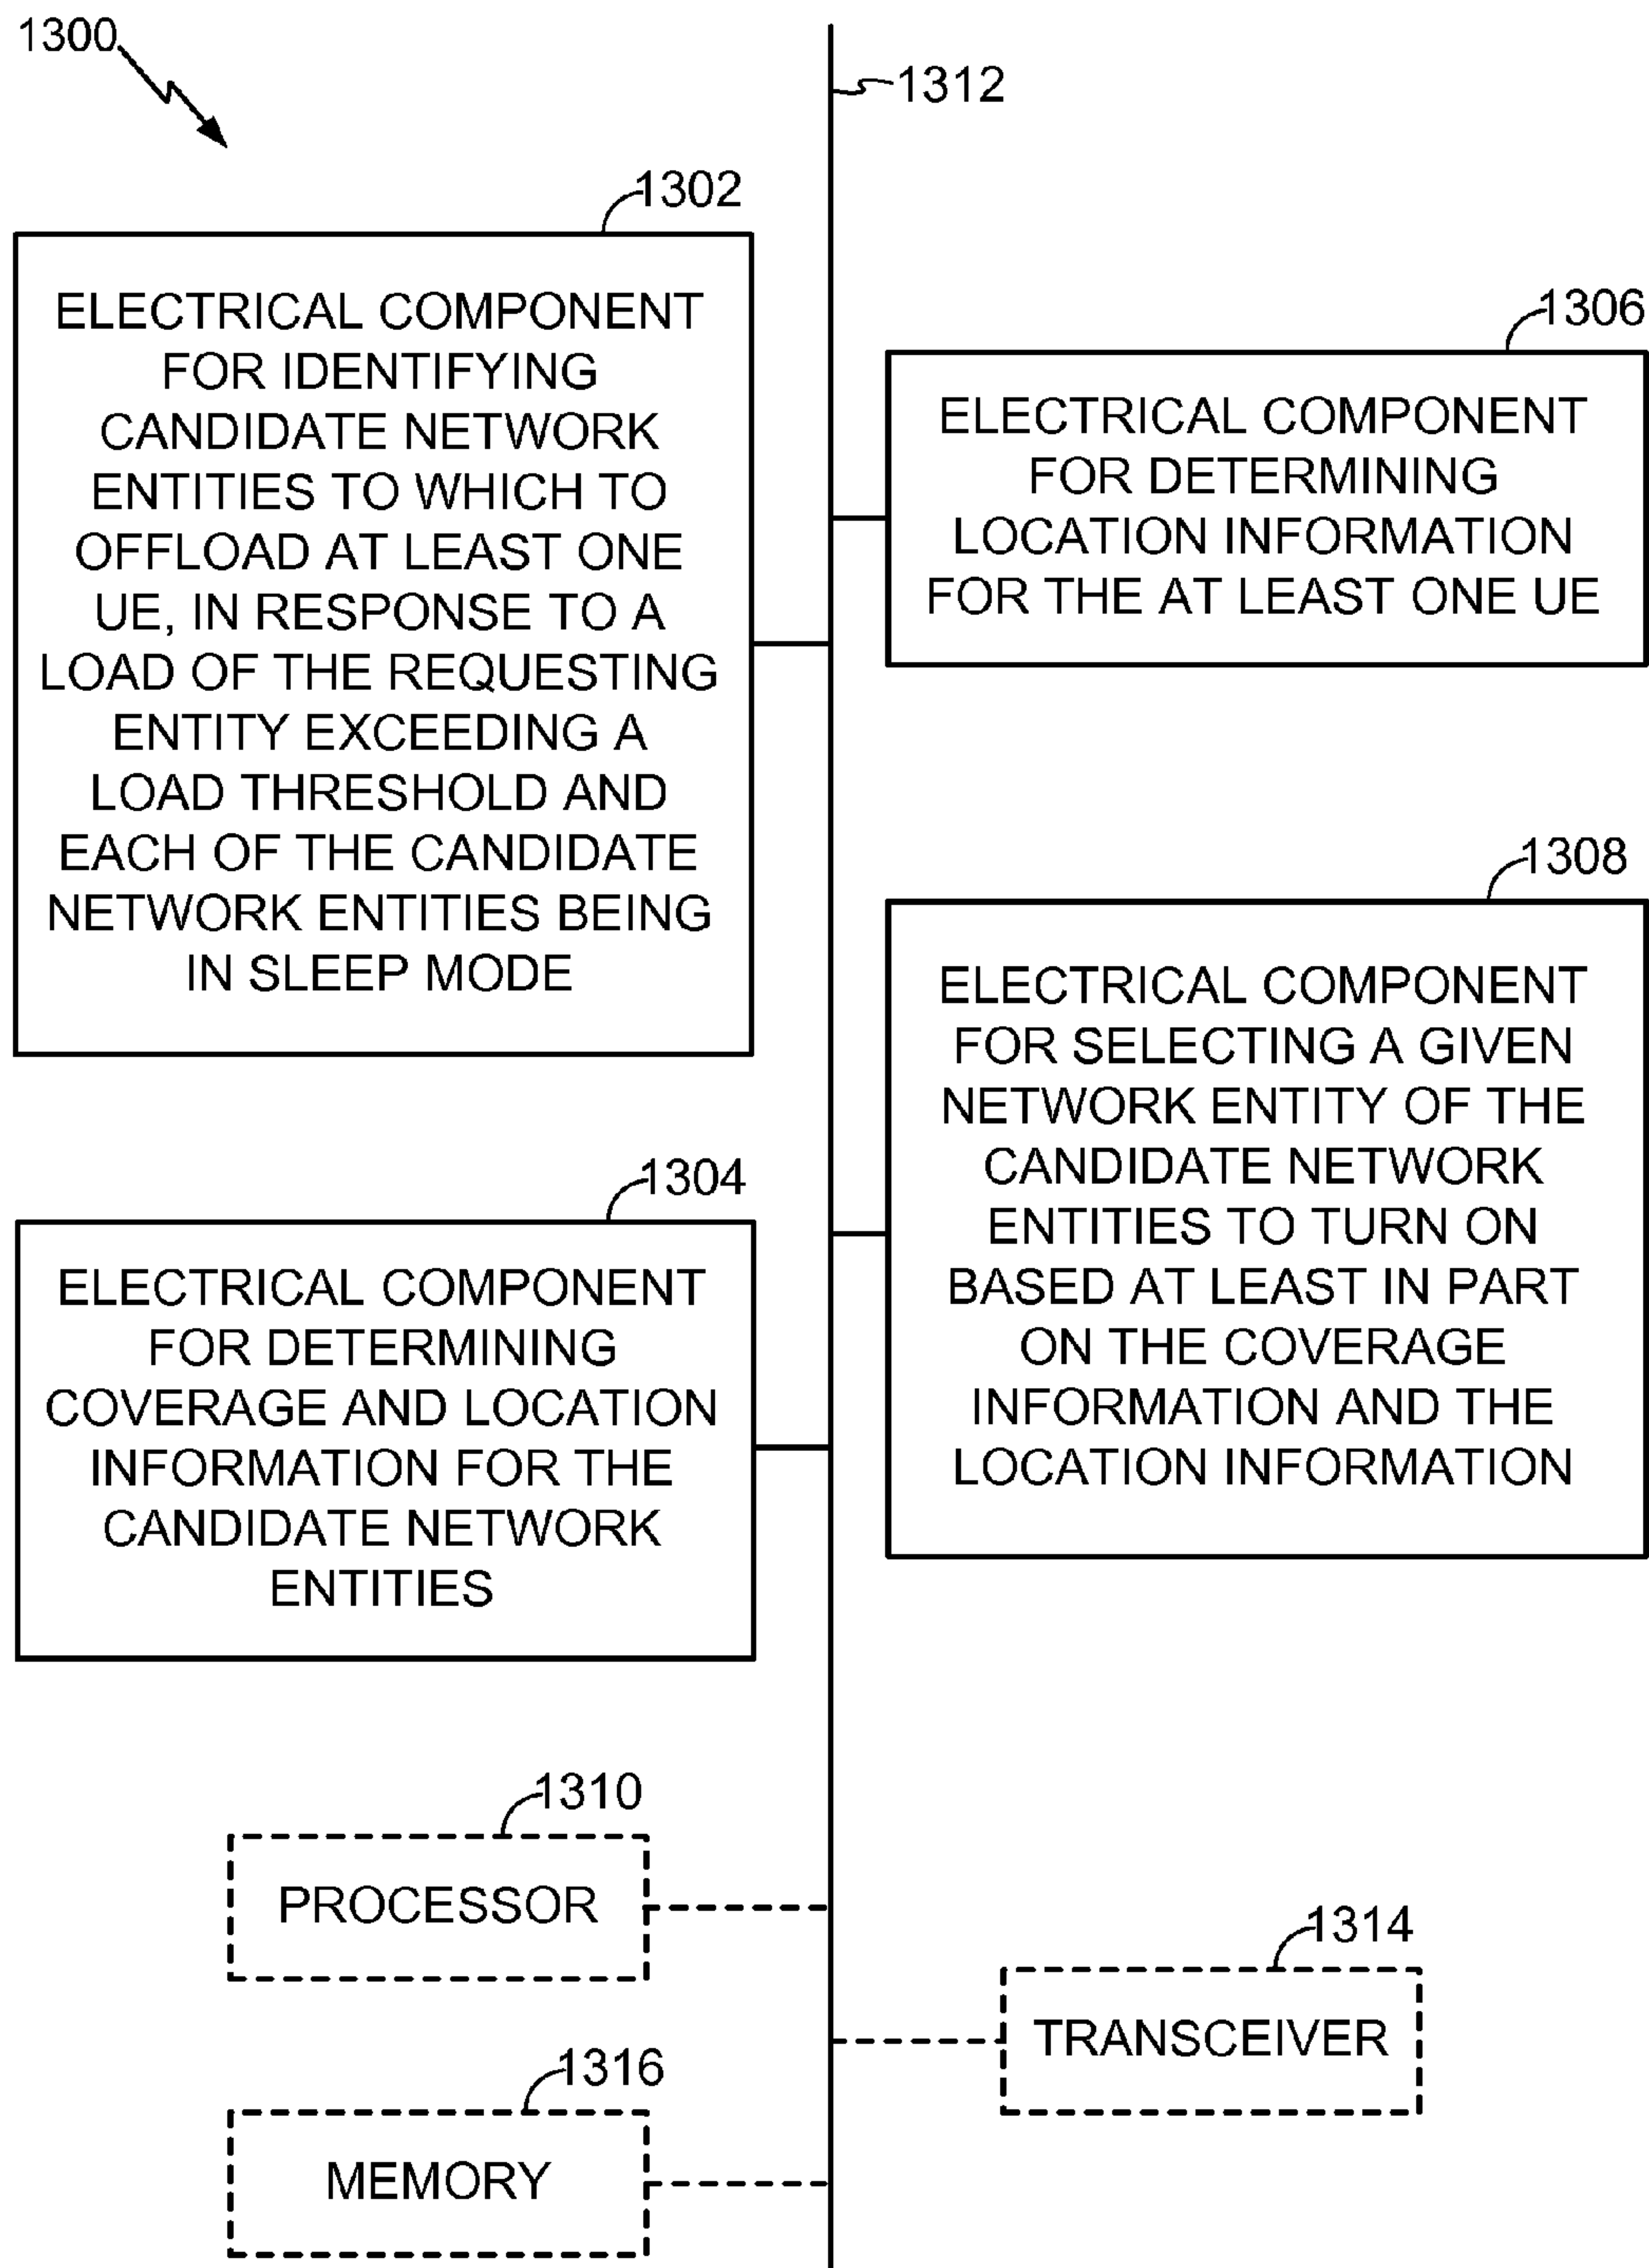 1300
1312
1302
ELECTRICAL COMPONENT
FOR IDENTIFYING
CANDIDATE NETWORK
ENTITIES TO WHICH TO
OFFLOAD AT LEAST ONE
UE, IN RESPONSE TO A
LOAD OF THE REQUESTING
ENTITY EXCEEDING A
LOAD THRESHOLD AND
EACH OF THE CANDIDATE
NETWORK ENTITIES BEING
IN SLEEP MODE
1306
ELECTRICAL COMPONENT
FOR DETERMINING
LOCATION INFORMATION
FOR THE AT LEAST ONE UE
1304
ELECTRICAL COMPONENT
FOR DETERMINING
COVERAGE AND LOCATION
INFORMATION FOR THE
CANDIDATE NETWORK
ENTITIES
1308
ELECTRICAL COMPONENT
FOR SELECTING A GIVEN
NETWORK ENTITY OF THE
CANDIDATE NETWORK
ENTITIES TO TURN ON
BASED AT LEAST IN PART
ON THE COVERAGE
INFORMATION AND THE
LOCATION INFORMATION
1310
PROCESSOR
1314
TRANSCEIVER
1316
MEMORY